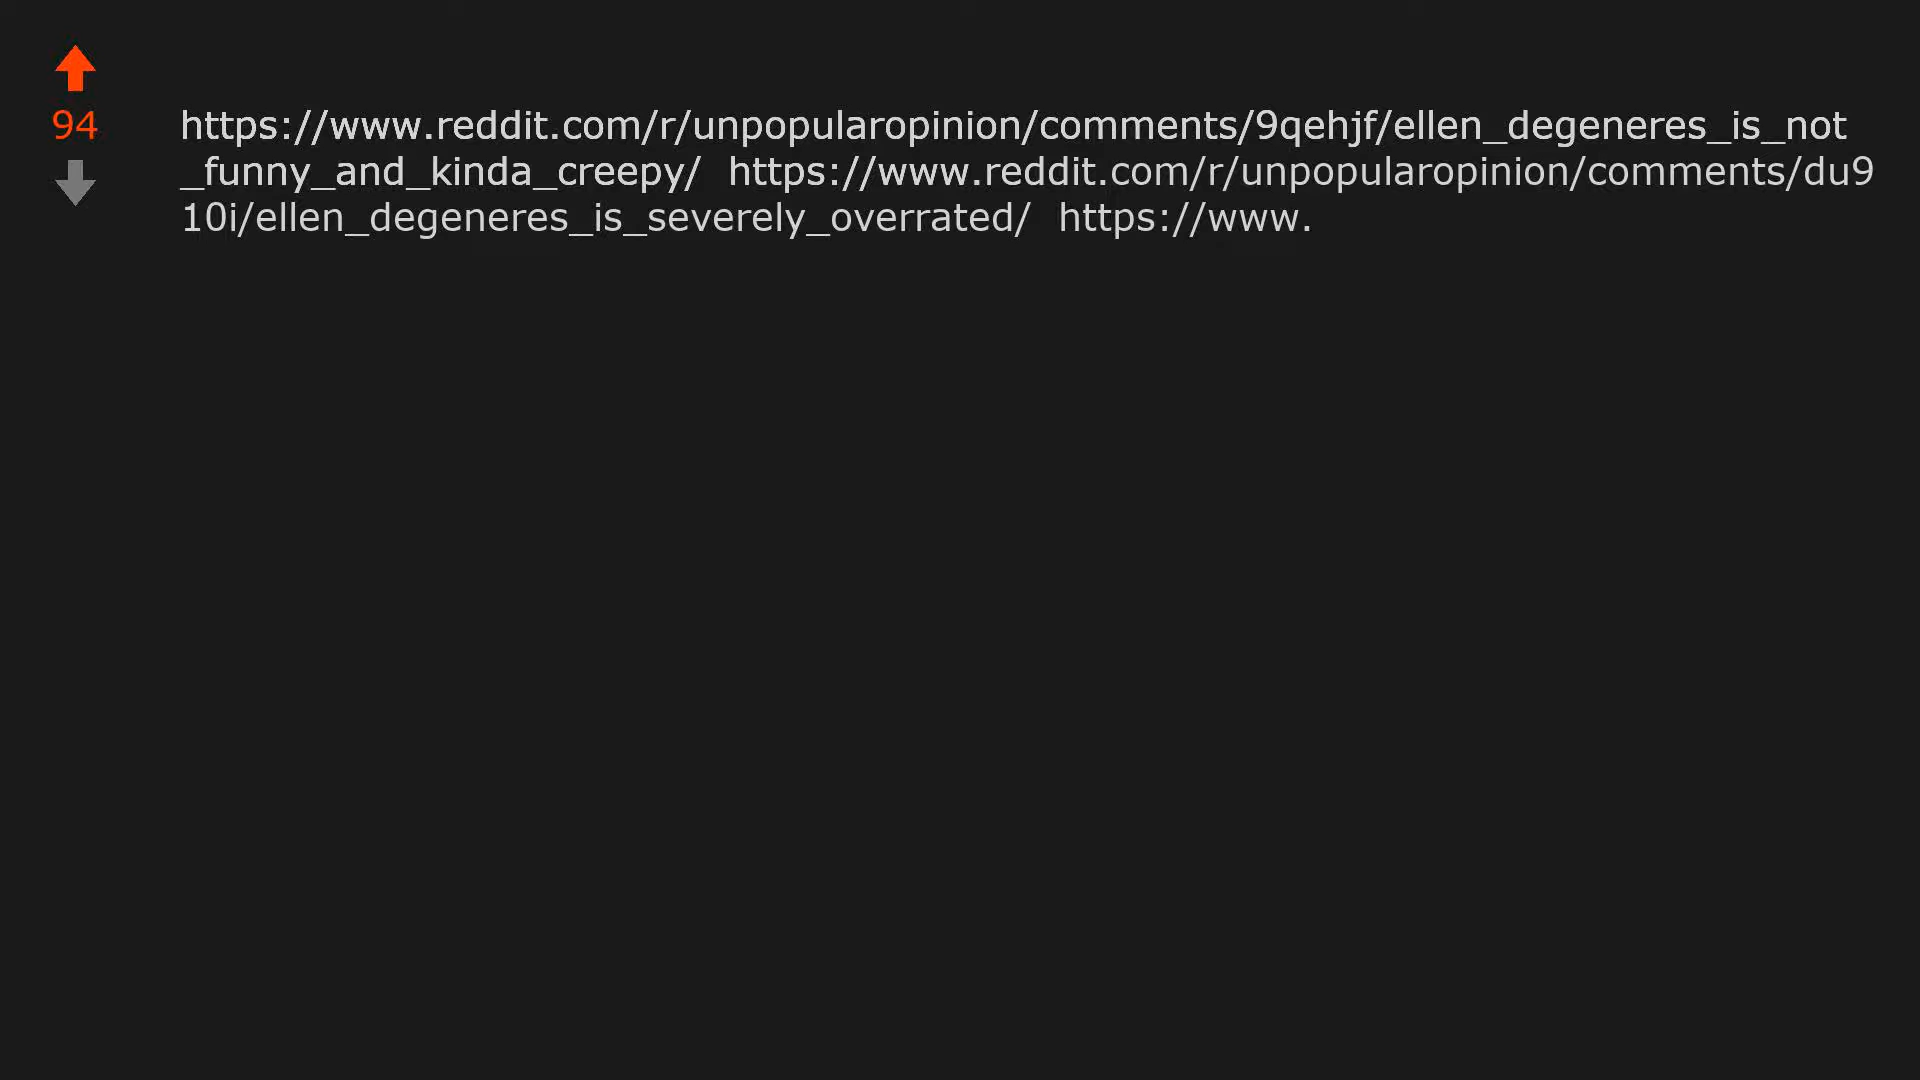 94
https://www.reddit.com/r/unpopularopinion/comments/9qehjf/ellen_degeneres_is_not
_funny_and_kinda_creepy/  https://www.reddit.com/r/unpopularopinion/comments/du9
10i/ellen_degeneres_is_severely_overrated/  https://www.